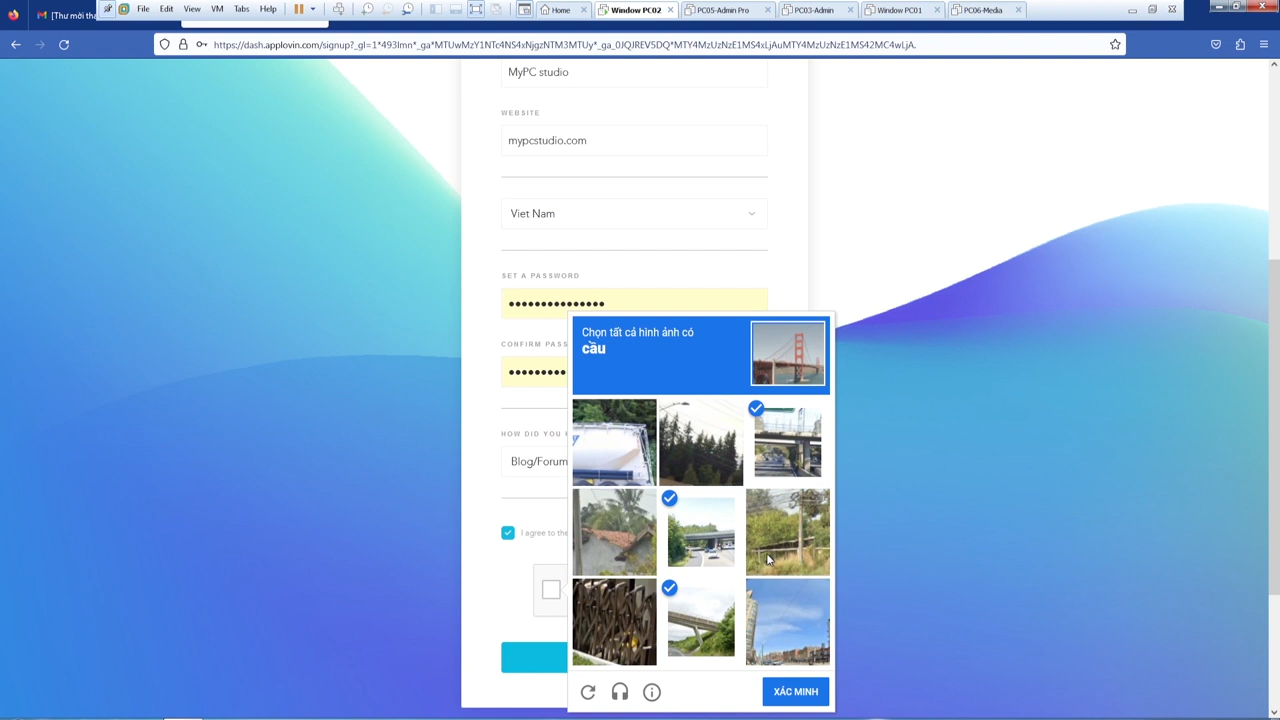 [Thư mời th
File
Edit
View
VM
Tabs
Help
Home
Window PC02
PC05-Admin Pro
PC03-Admin
Window PC01
PC06-Media
https://dash.applovin.com/signup?_gl=1*493lmn*_ga*MTUwMzY1NTc4NS4xNjgzNTM3MTUy*_ga_0JQJREV5DQ*MTY4MzUzNzE1MS4xLjAuMTY4MzUzNzE1MS42MC4wLjA.
MyPC studio
WEBSITE
mypcstudio.com
Viet Nam
SET A PASSWORD
CONFIRM PASS
HOW DID YOU
Blog/Forum
I agree to the
Chọn tất cả hình ảnh có
cầu
XÁC MINH